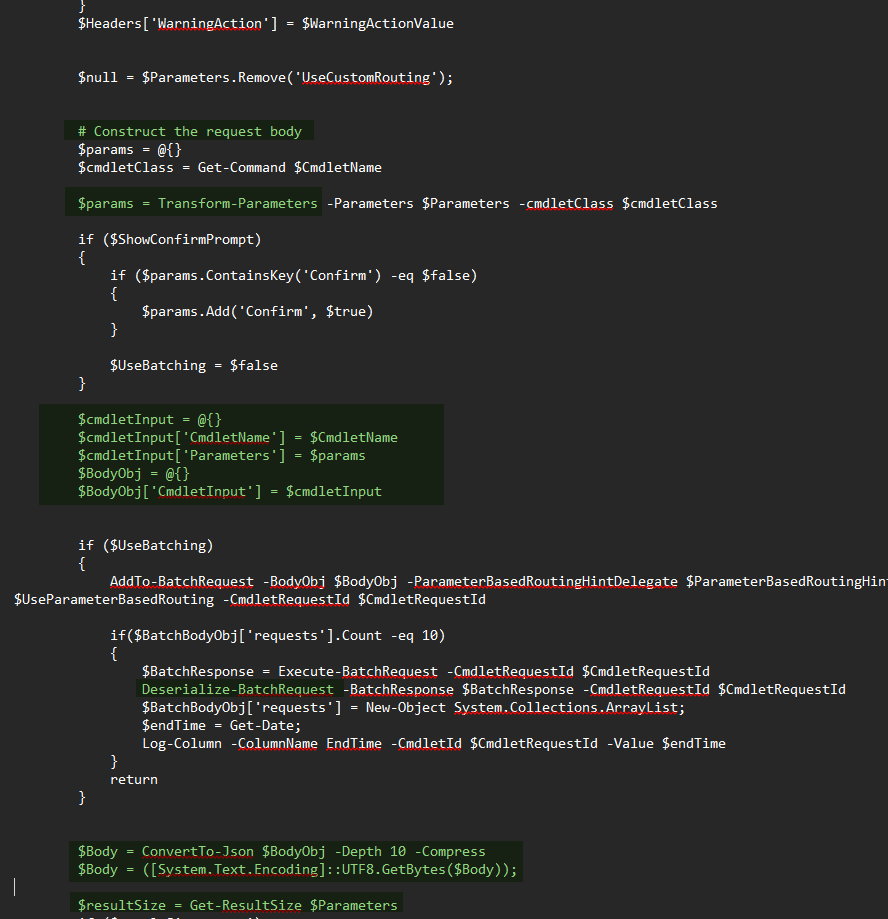 }
$Headers['WarningAction'] = $WarningActionValue
$null = $Parameters.Remove('UseCustomRouting');
# Construct the request body
$params = @{}
$cmdletClass = Get-Command $CmdletName
$params = Transform-Parameters -Parameters $Parameters -cmdletClass $cmdletClass
if ($ShowConfirmPrompt)
{
if ($params.ContainsKey('Confirm') -eq $false)
{
$params.Add('Confirm', $true)
}
$UseBatching = $false
}
$cmdletInput = @{}
$cmdletInput['CmdletName'] = $CmdletName
$cmdletInput['Parameters'] = $params
$BodyObj = @{}
$BodyObj['CmdletInput'] = $cmdletInput
if ($UseBatching)
{
AddTo-BatchRequest -BodyObj $BodyObj -ParameterBasedRoutingHintDelegate $ParameterBasedRoutingHin
$UseParameterBasedRouting -CmdletRequestId $CmdletRequestId
if($BatchBodyObj['requests'].Count -eq 10)
{
$BatchResponse = Execute-BatchRequest -CmdletRequestId $CmdletRequestId
Deserialize-BatchRequest -BatchResponse $BatchResponse -CmdletRequestId $CmdletRequestId
$BatchBodyObj['requests'] = New-Object System.Collections.ArrayList;
$endTime = Get-Date;
Log-Column -ColumnName EndTime -CmdletId $CmdletRequestId -Value $endTime
}
return
}
$Body = ConvertTo-Json $BodyObj -Depth 10 -Compress
$Body = ([System.Text.Encoding]::UTF8.GetBytes($Body));
$resultSize = Get-ResultSize $Parameters